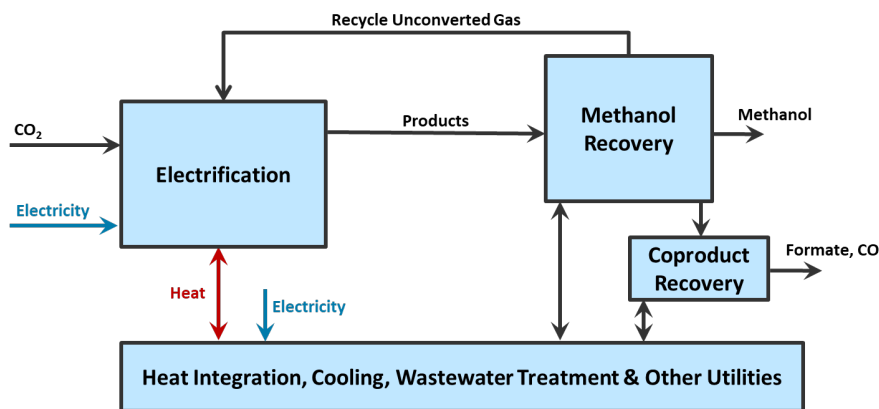 Recycle Unconverted Gas
CO₂
Products
Methanol
Recovery
Methanol
Electrification
Electricity
Coproduct
Recovery
Formate, CO
Heat
Electricity
Heat Integration, Cooling, Wastewater Treatment & Other Utilities